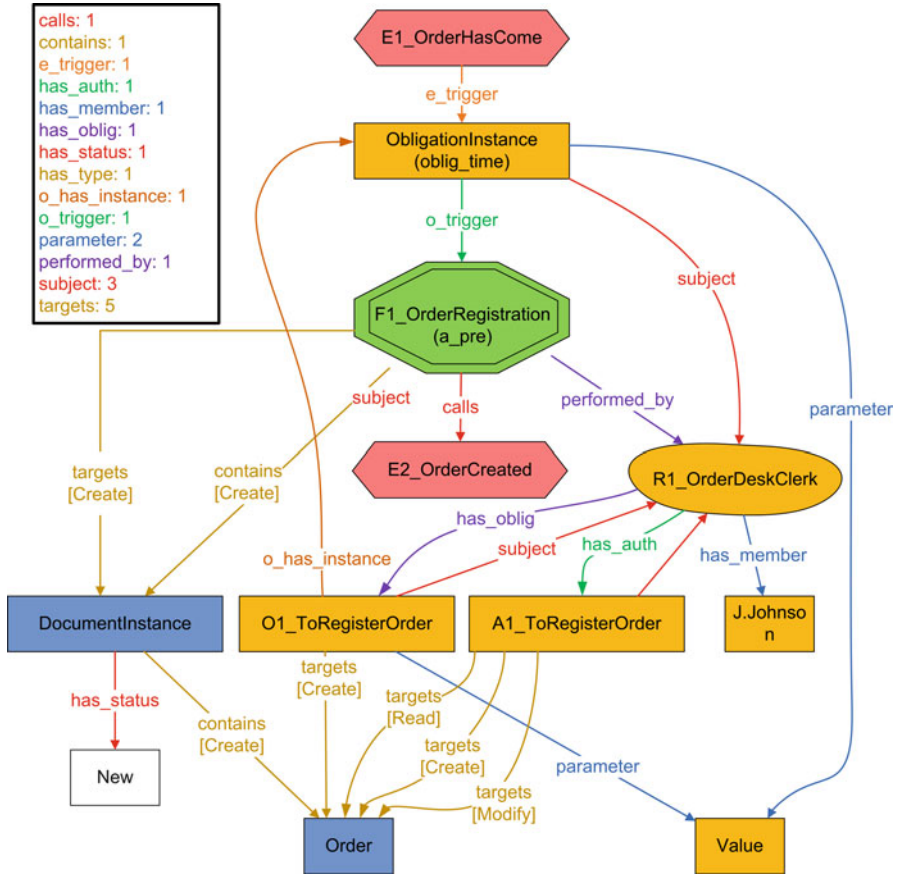 calls: 1
contains: 1
e_trigger: 1
has_auth: 1
has_member: 1
has_oblig: 1
has_status: 1
has_type: 1
o_has_instance: 1
o_trigger: 1
parameter: 2
performed_by: 1
subject: 3
targets: 5
E1_OrderHasCome
e_trigger
ObligationInstance
(oblig_time)
o_trigger
subject
F1_OrderRegistration
(a_pre)
subject
calls
performed_by
parameter
targets
[Create]
contains
[Create]
E2_OrderCreated
R1_OrderDeskClerk
has_oblig
subject
has_auth
has_member
o_has_instance
DocumentInstance
O1_ToRegisterOrder
A1_ToRegisterOrder
J.Johnso
n
has_status
contains
[Create]
targets
[Create]
targets
[Read]
targets
[Create]
targets
[Modify]
parameter
New
Order
Value